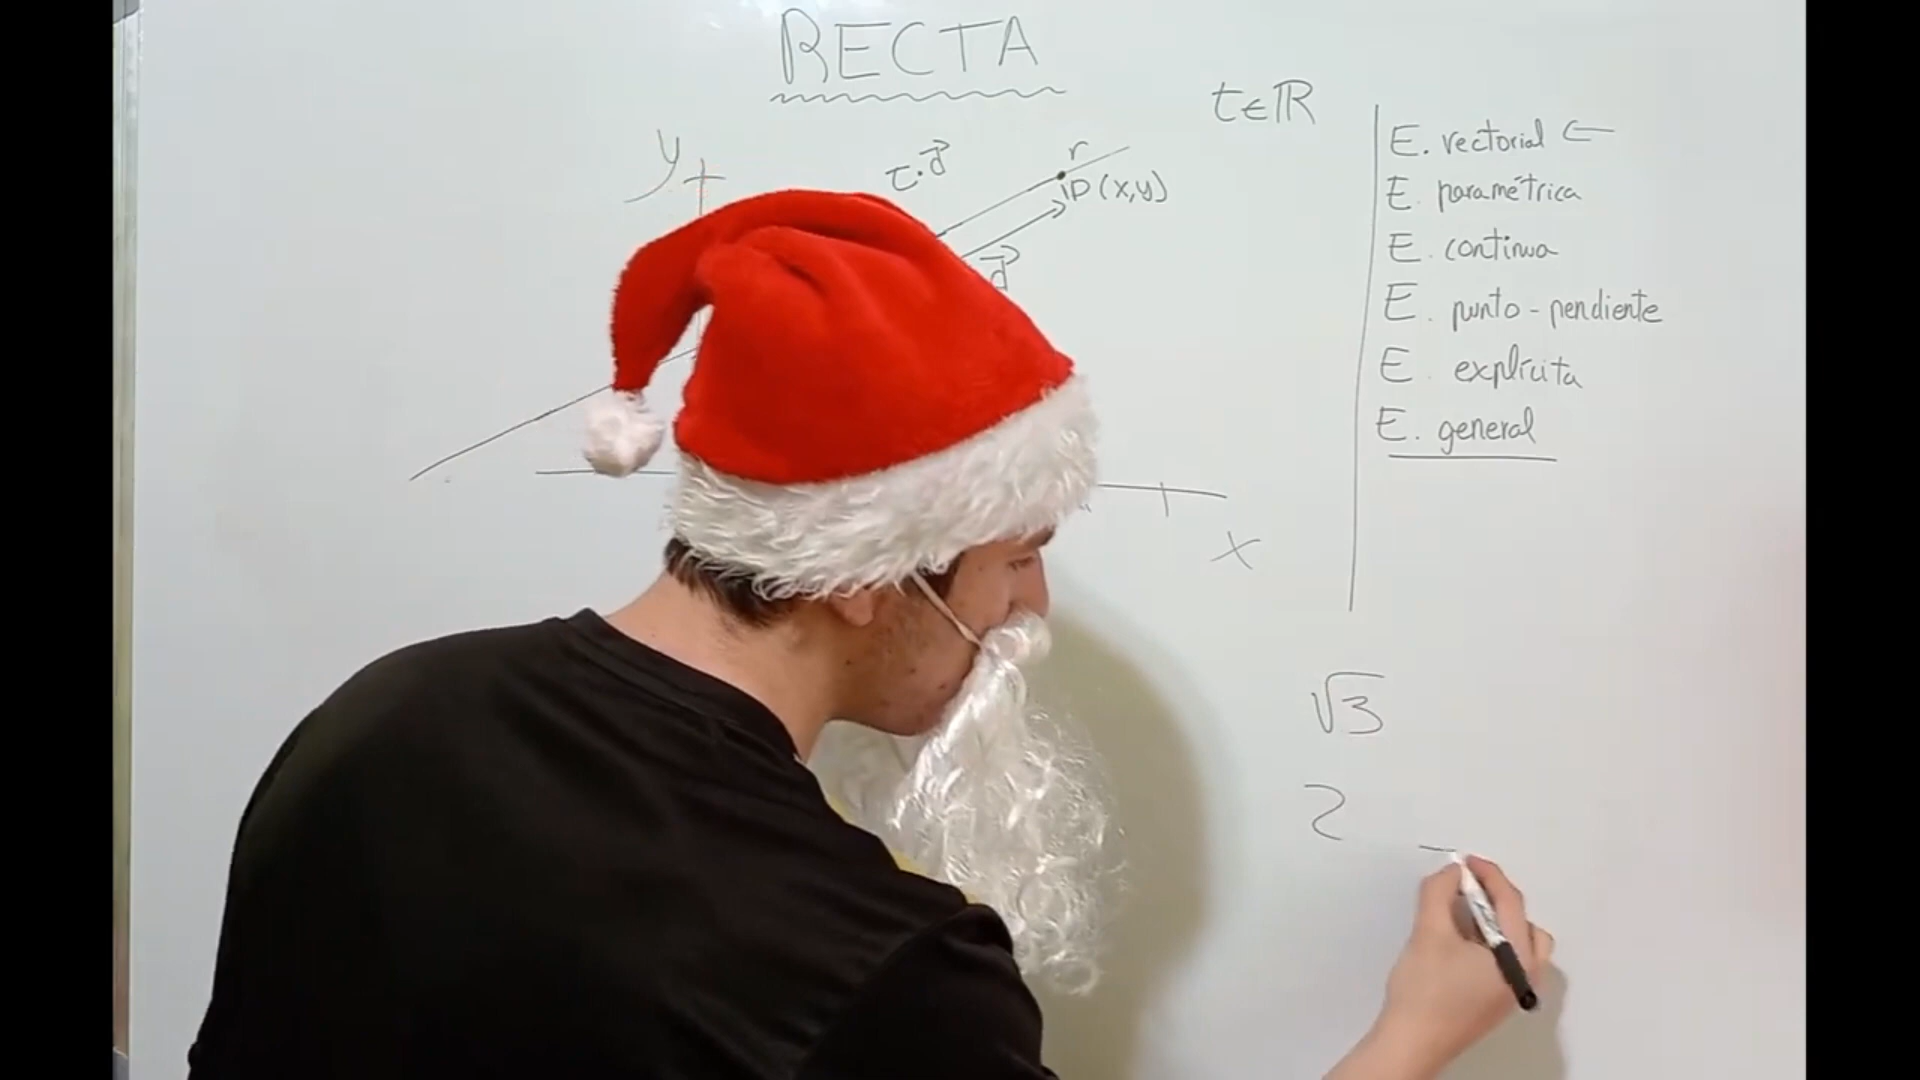 RECTA
t∈ℝ
y
t·d⃗
r
P(x,y)
d⃗
x
E. vectorial ←
E. paramétrica
E. continua
E. punto-pendiente
E. explícita
E. general
√3
2